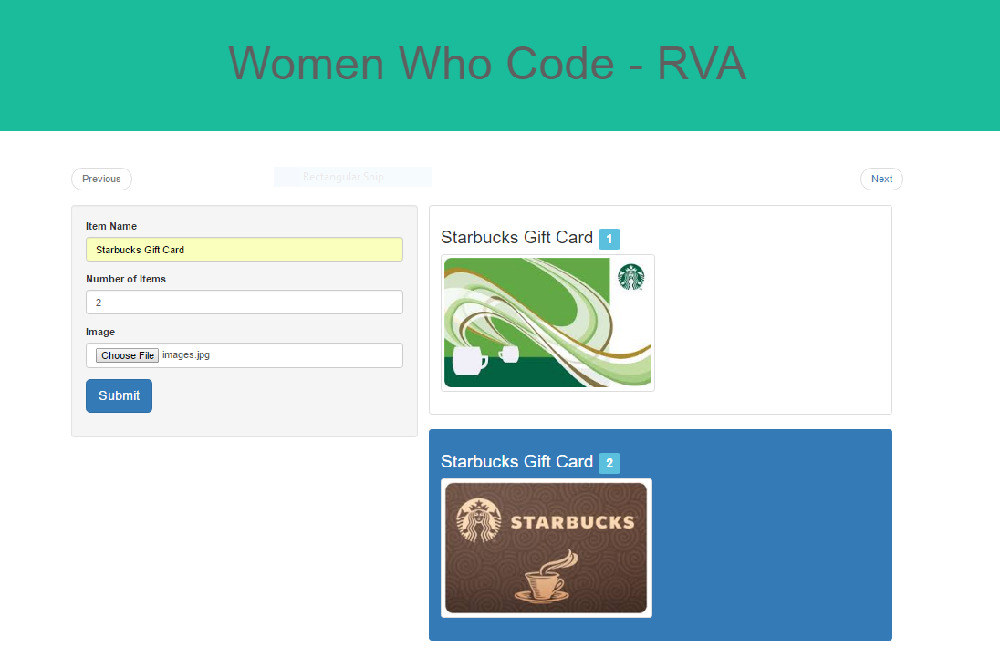 Women Who Code - RVA
Previous
Rectangular Snip
Next
Item Name
Starbucks Gift Card
Number of Items
2
Image
Choose File images.jpg
Submit
Starbucks Gift Card 1
Starbucks Gift Card 2
STARBUCKS